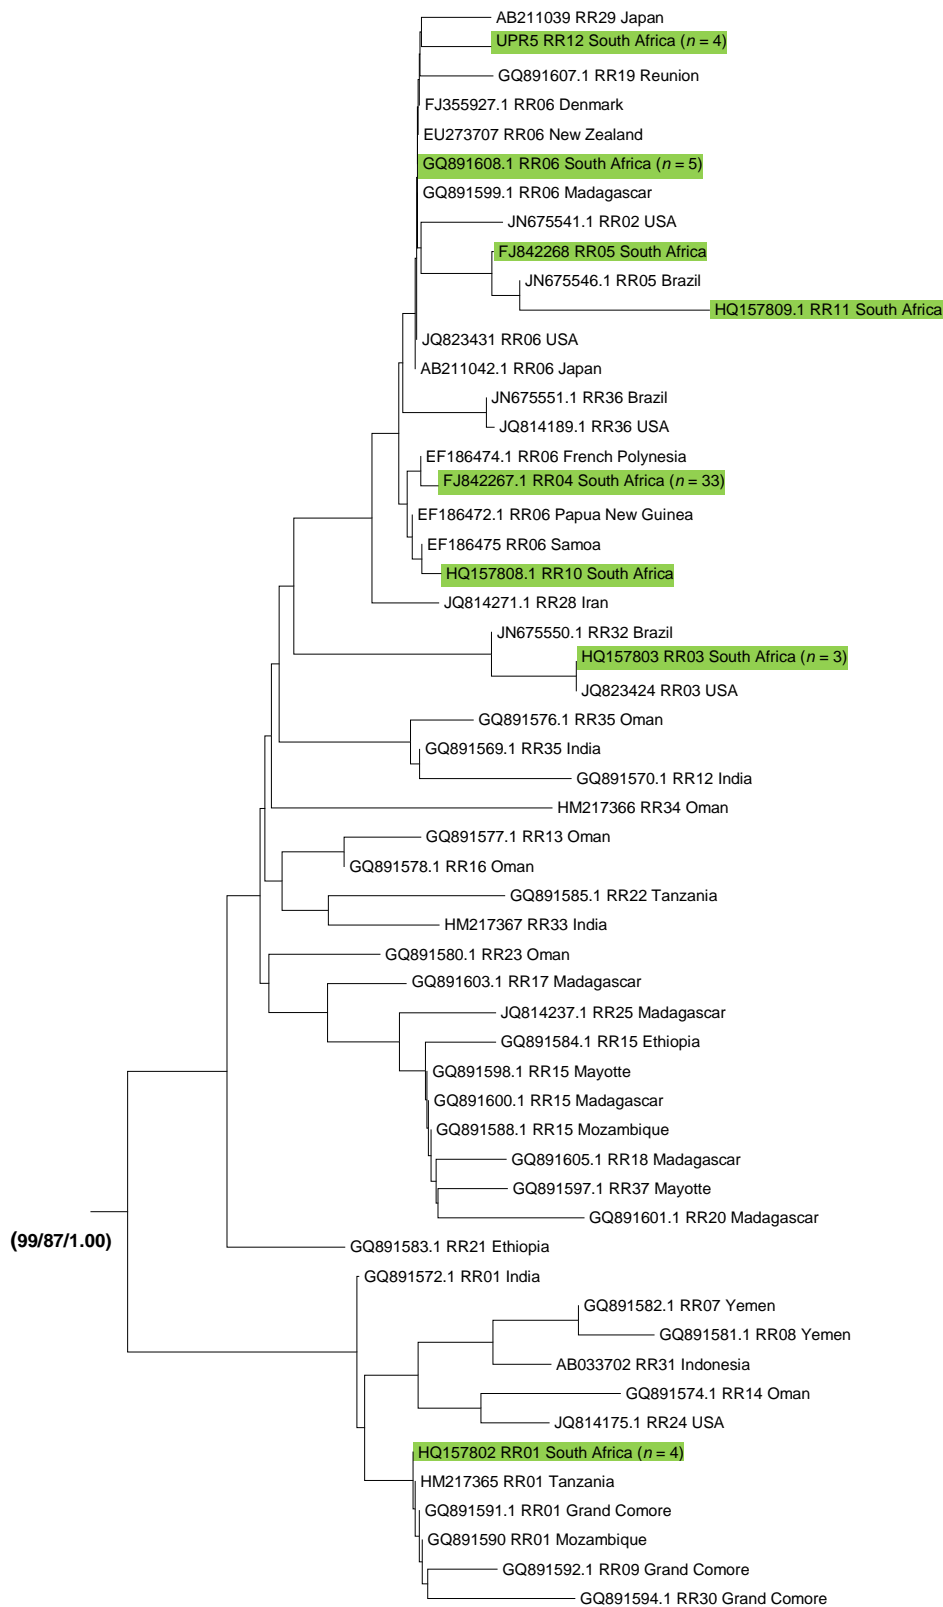 AB211039 RR29 Japan
UPR5 RR12 South Africa (n = 4)
GQ891607.1 RR19 Reunion
FJ355927.1 RR06 Denmark
EU273707 RR06 New Zealand
GQ891608.1 RR06 South Africa (n = 5)
GQ891599.1 RR06 Madagascar
JN675541.1 RR02 USA
FJ842268 RR05 South Africa
JN675546.1 RR05 Brazil
HQ157809.1 RR11 South Africa
JQ823431 RR06 USA
AB211042.1 RR06 Japan
JN675551.1 RR36 Brazil
JQ814189.1 RR36 USA
EF186474.1 RR06 French Polynesia
FJ842267.1 RR04 South Africa (n = 33)
EF186472.1 RR06 Papua New Guinea
EF186475 RR06 Samoa
HQ157808.1 RR10 South Africa
JQ814271.1 RR28 Iran
JN675550.1 RR32 Brazil
HQ157803 RR03 South Africa (n = 3)
JQ823424 RR03 USA
GQ891576.1 RR35 Oman
GQ891569.1 RR35 India
GQ891570.1 RR12 India
HM217366 RR34 Oman
GQ891577.1 RR13 Oman
GQ891578.1 RR16 Oman
GQ891585.1 RR22 Tanzania
HM217367 RR33 India
GQ891580.1 RR23 Oman
GQ891603.1 RR17 Madagascar
JQ814237.1 RR25 Madagascar
GQ891584.1 RR15 Ethiopia
GQ891598.1 RR15 Mayotte
GQ891600.1 RR15 Madagascar
GQ891588.1 RR15 Mozambique
GQ891605.1 RR18 Madagascar
GQ891597.1 RR37 Mayotte
GQ891601.1 RR20 Madagascar
(99/87/1.00)
GQ891583.1 RR21 Ethiopia
GQ891572.1 RR01 India
GQ891582.1 RR07 Yemen
GQ891581.1 RR08 Yemen
AB033702 RR31 Indonesia
GQ891574.1 RR14 Oman
JQ814175.1 RR24 USA
HQ157802 RR01 South Africa (n = 4)
HM217365 RR01 Tanzania
GQ891591.1 RR01 Grand Comore
GQ891590 RR01 Mozambique
GQ891592.1 RR09 Grand Comore
GQ891594.1 RR30 Grand Comore